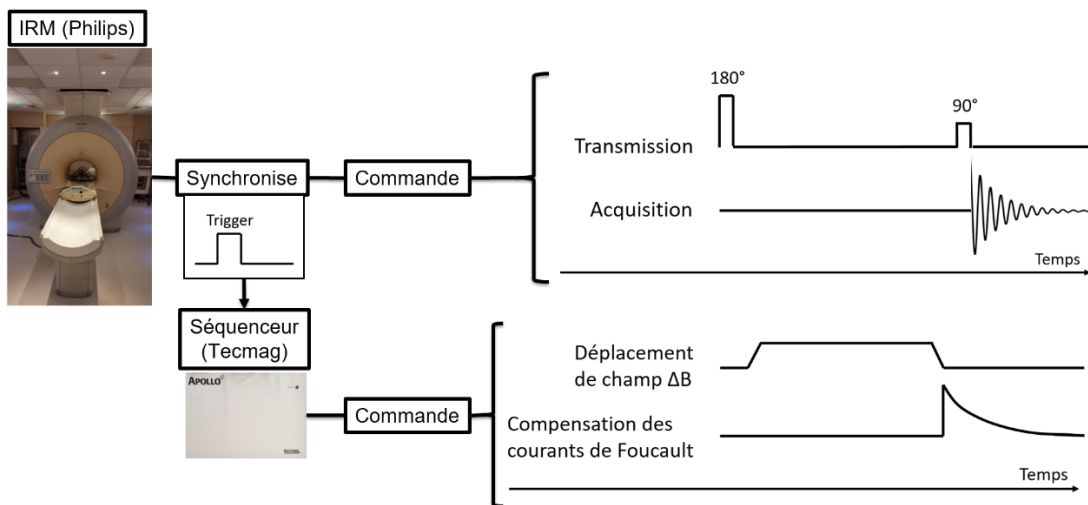 IRM (Philips)
Synchronise
Commande
Trigger
180°
90°
Transmission
Acquisition
Temps
Séquenceur
(Tecmag)
APOLLO
Commande
Déplacement
de champ ΔB
Compensation des
courants de Foucault
Temps